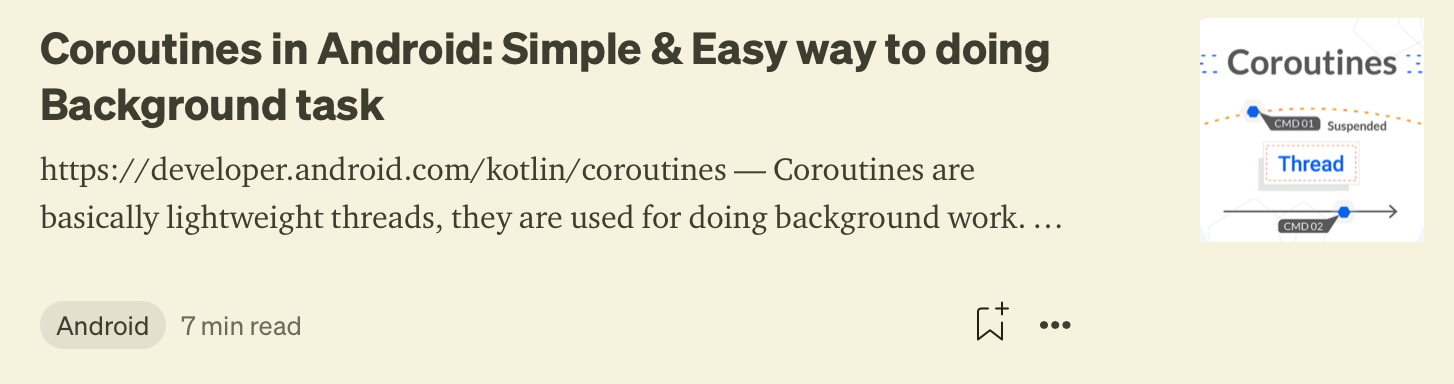 Coroutines in Android: Simple & Easy way to doing
Background task
https://developer.android.com/kotlin/coroutines — Coroutines are
basically lightweight threads, they are used for doing background work. …
Android 7 min read
Coroutines
CMD 01 Suspended
Thread
CMD 02